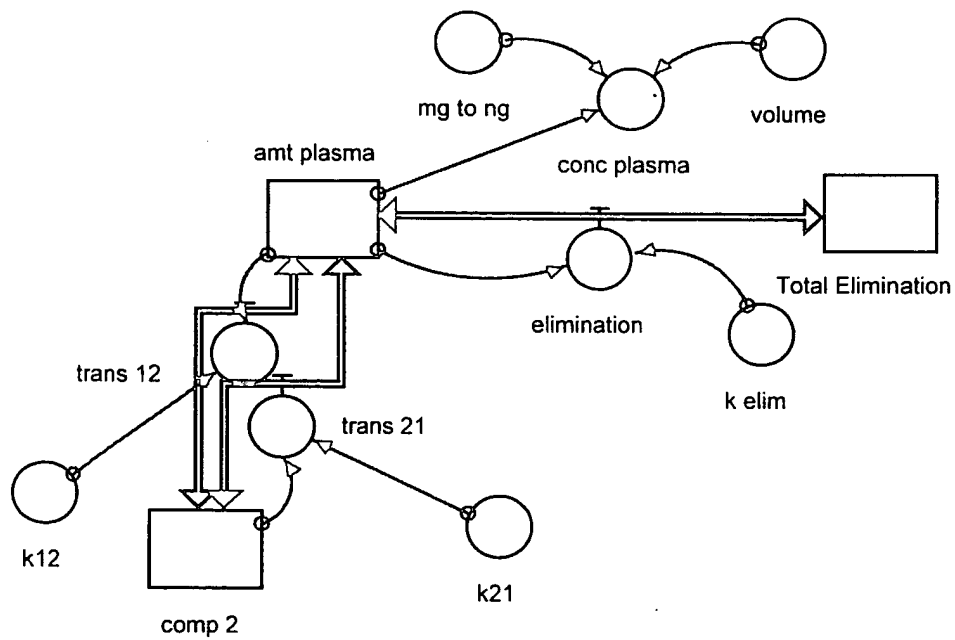 mg to ng
volume
amt plasma
conc plasma
Total Elimination
elimination
trans 12
k elim
trans 21
k12
k21
comp 2